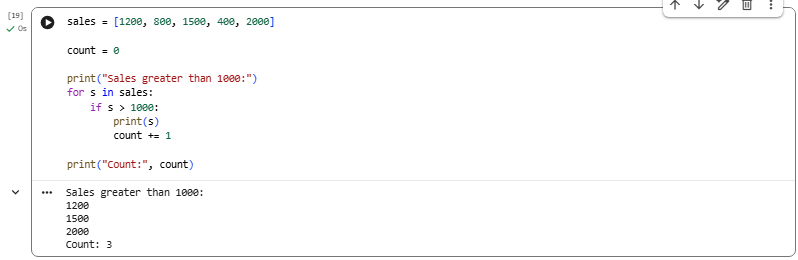 [19]
0s
sales = [1200, 800, 1500, 400, 2000]
count = 0
print("Sales greater than 1000:")
for s in sales:
    if s > 1000:
        print(s)
        count += 1
print("Count:", count)
Sales greater than 1000:
1200
1500
2000
Count: 3